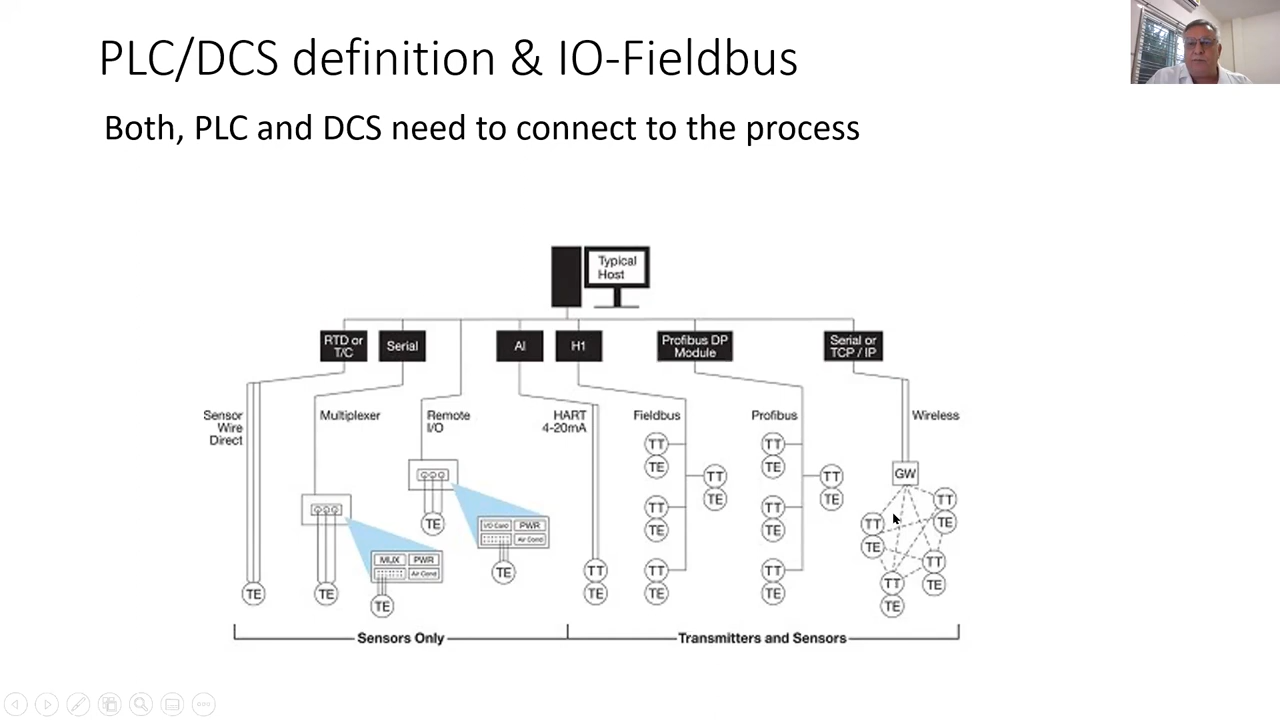 PLC/DCS definition & IO-Fieldbus
Both, PLC and DCS need to connect to the process
Typical
Host
RTD or
T/C
Serial
AI
H1
Profibus DP
Module
Serial or
TCP / IP
Sensor
Wire
Direct
Multiplexer
Remote
I/O
HART
4-20mA
Fieldbus
Profibus
Wireless
TT
TE
TT
TE
TT
TE
TT
TE
TT
TE
TT
TE
TT
TE
TT
TE
GW
TT
TE
TT
TE
TT
TE
TT
TE
TE
I/O Card
PWR
Air Cond
TE
MUX
PWR
Air Cond
TE
TE
TE
TT
TE
Sensors Only
Transmitters and Sensors